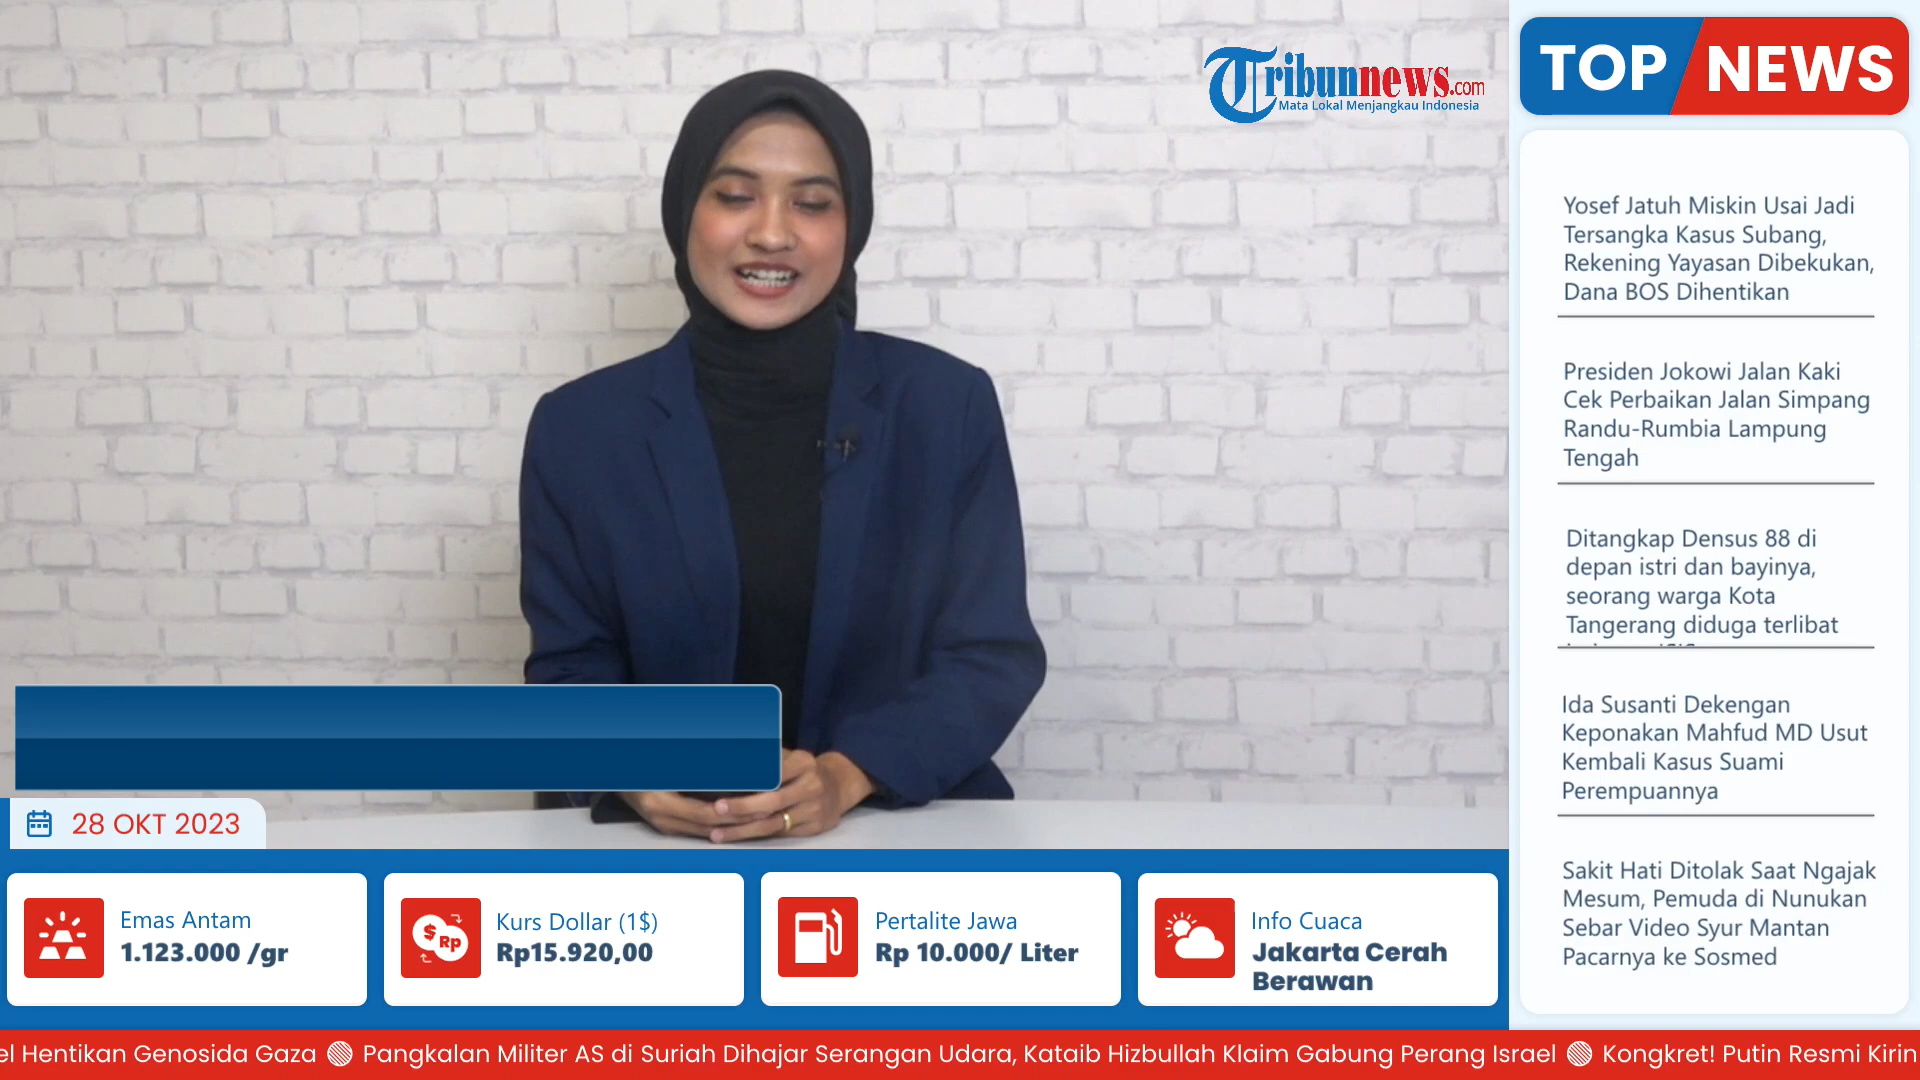 Tribunnews.com
Mata Lokal Menjangkau Indonesia
TOP NEWS
Yosef Jatuh Miskin Usai Jadi
Tersangka Kasus Subang,
Rekening Yayasan Dibekukan,
Dana BOS Dihentikan
Presiden Jokowi Jalan Kaki
Cek Perbaikan Jalan Simpang
Randu-Rumbia Lampung
Tengah
Ditangkap Densus 88 di
depan istri dan bayinya,
seorang warga Kota
Tangerang diduga terlibat
Ida Susanti Dekengan
Keponakan Mahfud MD Usut
Kembali Kasus Suami
Perempuannya
Sakit Hati Ditolak Saat Ngajak
Mesum, Pemuda di Nunukan
Sebar Video Syur Mantan
Pacarnya ke Sosmed
28 OKT 2023
Emas Antam
1.123.000 /gr
$ Rp
Kurs Dollar (1$)
Rp15.920,00
Pertalite Jawa
Rp 10.000/ Liter
Info Cuaca
Jakarta Cerah
Berawan
el Hentikan Genosida Gaza Pangkalan Militer AS di Suriah Dihajar Serangan Udara, Kataib Hizbullah Klaim Gabung Perang Israel Kongkret! Putin Resmi Kirin